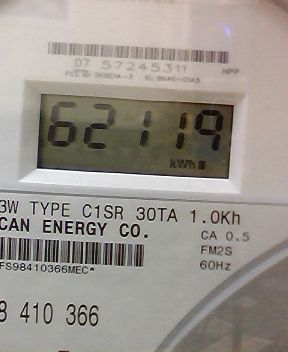 07 57245311
HPP
62119
kWh
3W TYPE C1SR 30TA 1.0Kh
CAN ENERGY CO.
CA 0.5
FM2S
60Hz
FS98410366MEC*
8 410 366